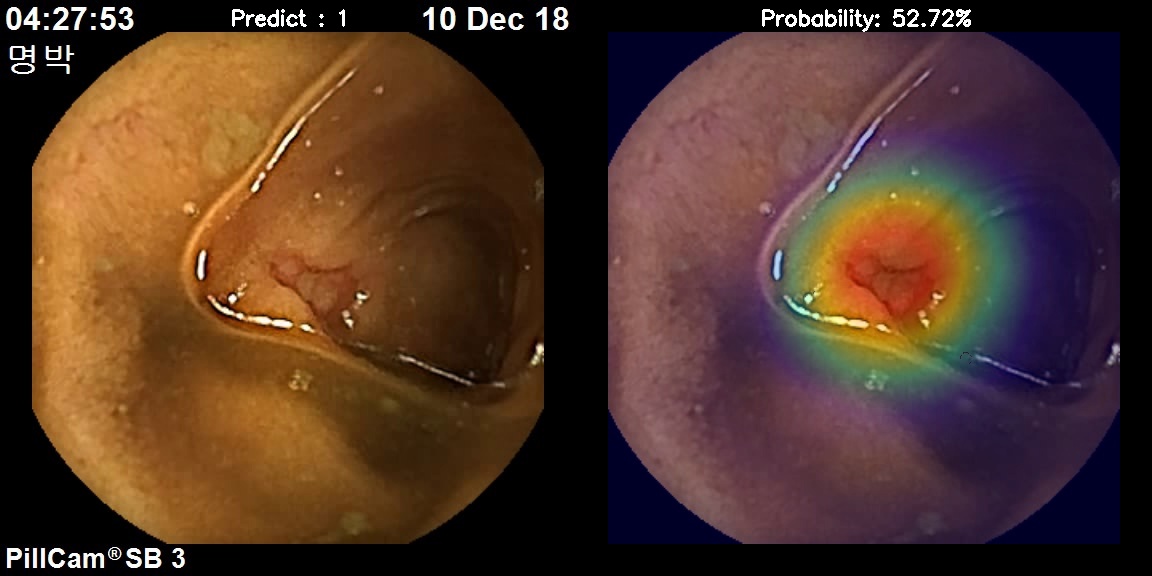 04:27:53
Predict : 1
10 Dec 18
Probability: 52.72%
명박
PillCam® SB 3